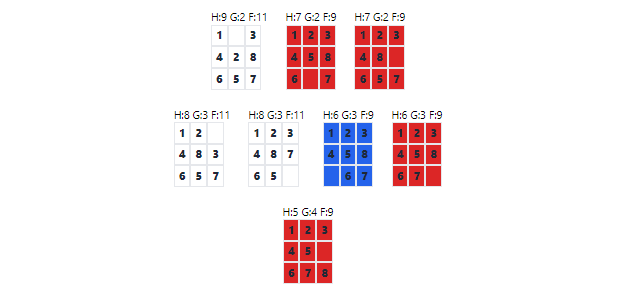 H:9 G:2 F:11 H:7 G:2 F:9 H:7 G:2 F:9
1 3 1 2 3 1 2 3
4 2 8 4 5 8 4 8
6 5 7 6 7 6 5 7
H:8 G:3 F:11 H:8 G:3 F:11 H:6 G:3 F:9 H:6 G:3 F:9
1 2 1 2 3 1 2 3 1 2 3
4 8 3 4 8 7 4 5 8 4 5 8
6 5 7 6 5 6 7 6 7
H:5 G:4 F:9
1 2 3
4 5
6 7 8